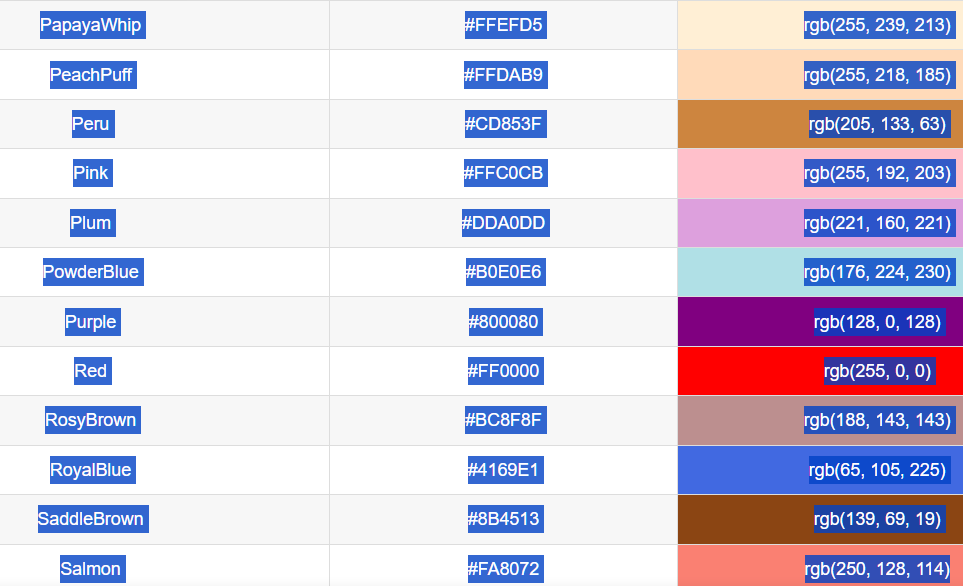 PapayaWhip #FFEFD5 rgb(255, 239, 213)
PeachPuff #FFDAB9 rgb(255, 218, 185)
Peru #CD853F rgb(205, 133, 63)
Pink #FFC0CB rgb(255, 192, 203)
Plum #DDA0DD rgb(221, 160, 221)
PowderBlue #B0E0E6 rgb(176, 224, 230)
Purple #800080 rgb(128, 0, 128)
Red #FF0000 rgb(255, 0, 0)
RosyBrown #BC8F8F rgb(188, 143, 143)
RoyalBlue #4169E1 rgb(65, 105, 225)
SaddleBrown #8B4513 rgb(139, 69, 19)
Salmon #FA8072 rgb(250, 128, 114)